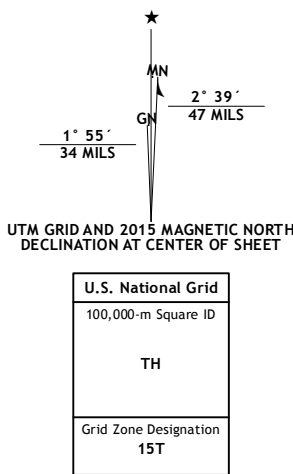 ★
MN
GN
2° 39´
47 MILS
1° 55´
34 MILS
UTM GRID AND 2015 MAGNETIC NORTH
DECLINATION AT CENTER OF SHEET
U.S. National Grid
100,000-m Square ID
TH
Grid Zone Designation
15T